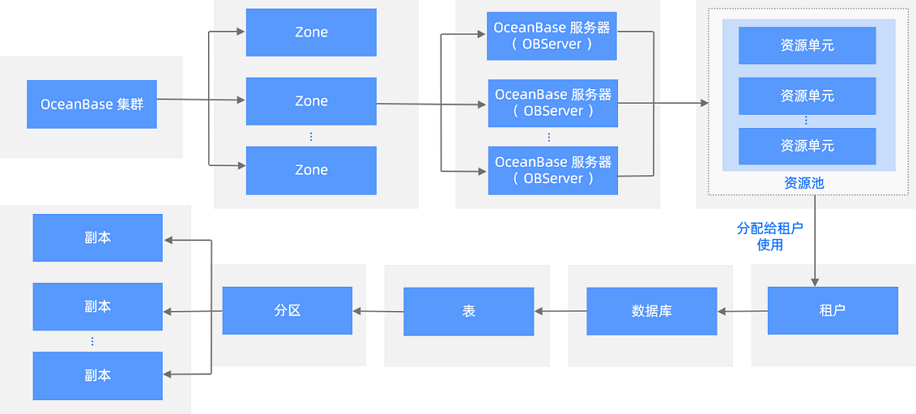 OceanBase 集群
Zone
Zone
Zone
OceanBase 服务器
（ OBServer ）
OceanBase 服务器
（ OBServer ）
OceanBase 服务器
（ OBServer ）
资源单元
资源单元
资源单元
资源池
分配给租户
使用
租户
数据库
表
分区
副本
副本
副本